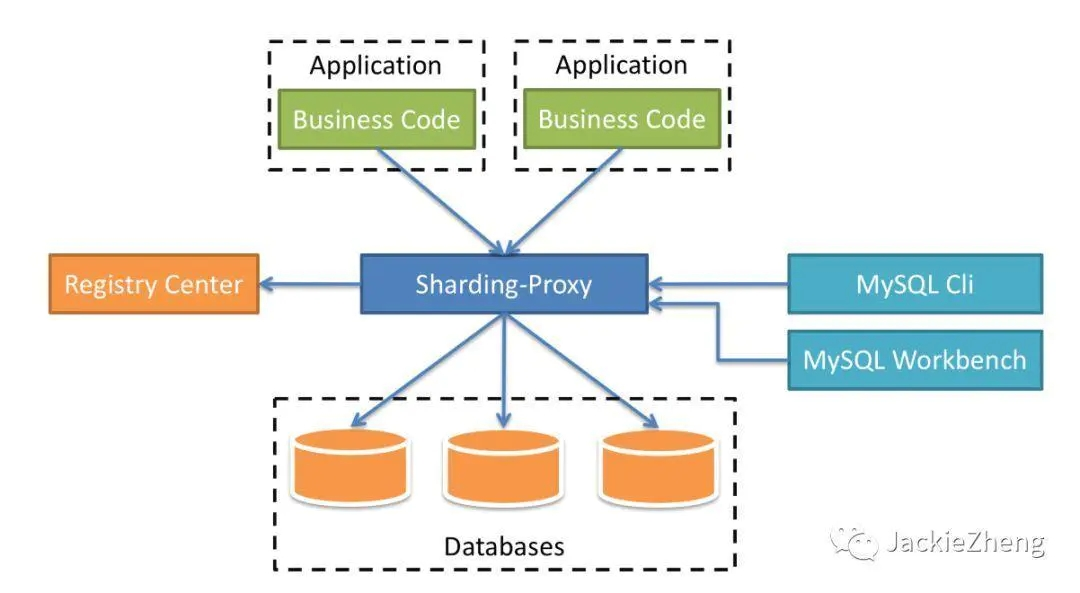 Application
Application
Business Code
Business Code
Registry Center
Sharding-Proxy
MySQL Cli
MySQL Workbench
Databases
JackieZheng